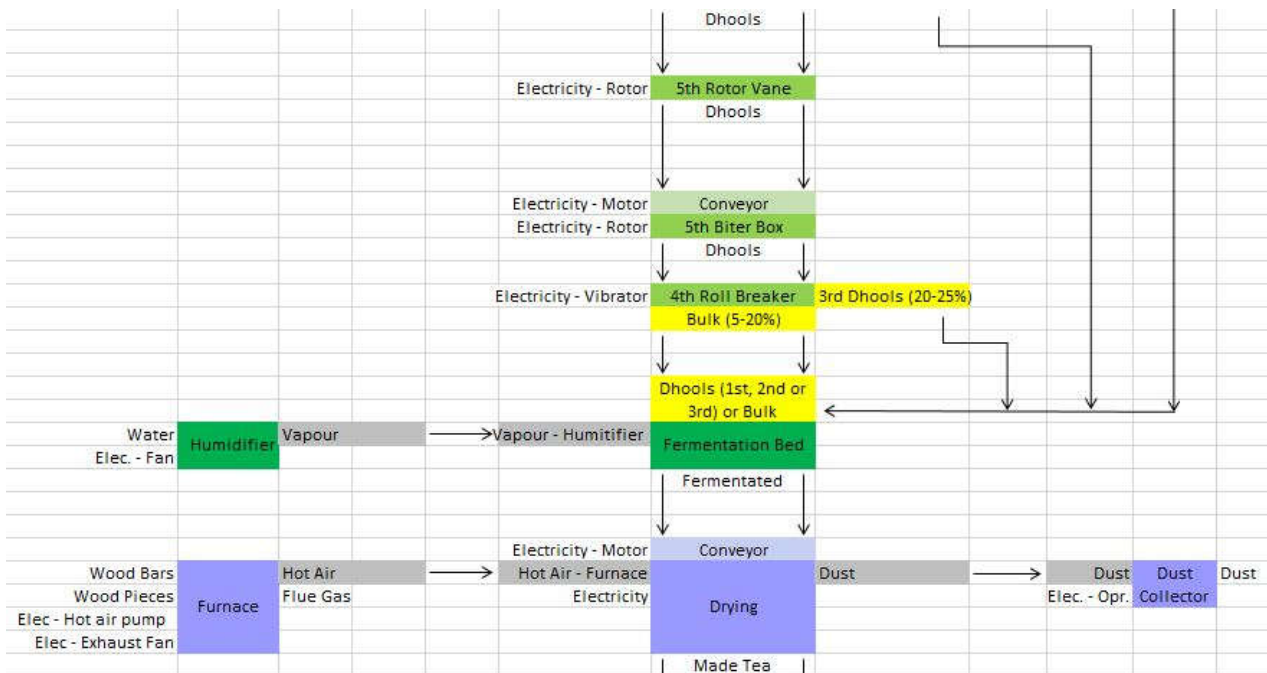 Dhools
Electricity - Rotor 5th Rotor Vane
Dhools
Electricity - Motor Conveyor
Electricity - Rotor 5th Biter Box
Dhools
Electricity - Vibrator 4th Roll Breaker 3rd Dhools (20-25%)
Bulk (5-20%)
Dhools (1st, 2nd or
3rd) or Bulk
Water Humidifier Vapour Vapour - Humitifier Fermentation Bed
Elec. - Fan
Fermentated
Electricity - Motor Conveyor
Wood Bars Hot Air Hot Air - Furnace Dust Dust Dust Dust
Wood Pieces Furnace Flue Gas Electricity Drying Elec. - Opr. Collector
Elec - Hot air pump
Elec - Exhaust Fan
Made Tea